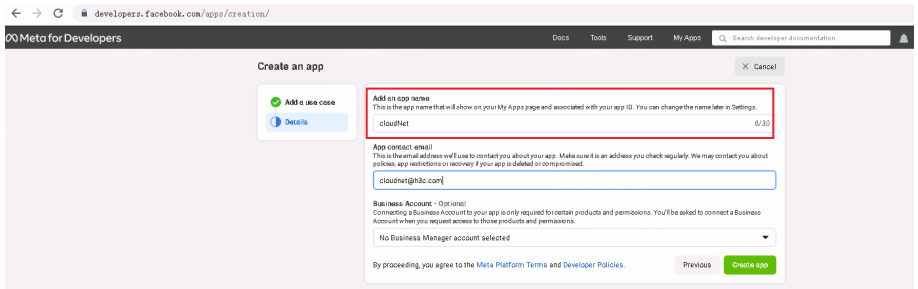 developers.facebook.com/apps/creation/
Meta for Developers
Docs Tools Support My Apps Search developer documentation
Create an app
Cancel
Add a use case
Details
Add an app name
This is the app name that will show on your My Apps page and associated with your app ID. You can change the name later in Settings.
cloudNet 8/30
App contact email
This is the email address we'll use to contact you about your app. Make sure it is an address you check regularly. We may contact you about
policies, app restrictions or recovery if your app is deleted or compromised.
cloudnet@h3c.com
Business Account · Optional
Connecting a Business Account to your app is only required for certain products and permissions. You'll be asked to connect a Business
Account when you request access to those products and permissions.
No Business Manager account selected
By proceeding, you agree to the Meta Platform Terms and Developer Policies.
Previous Create app